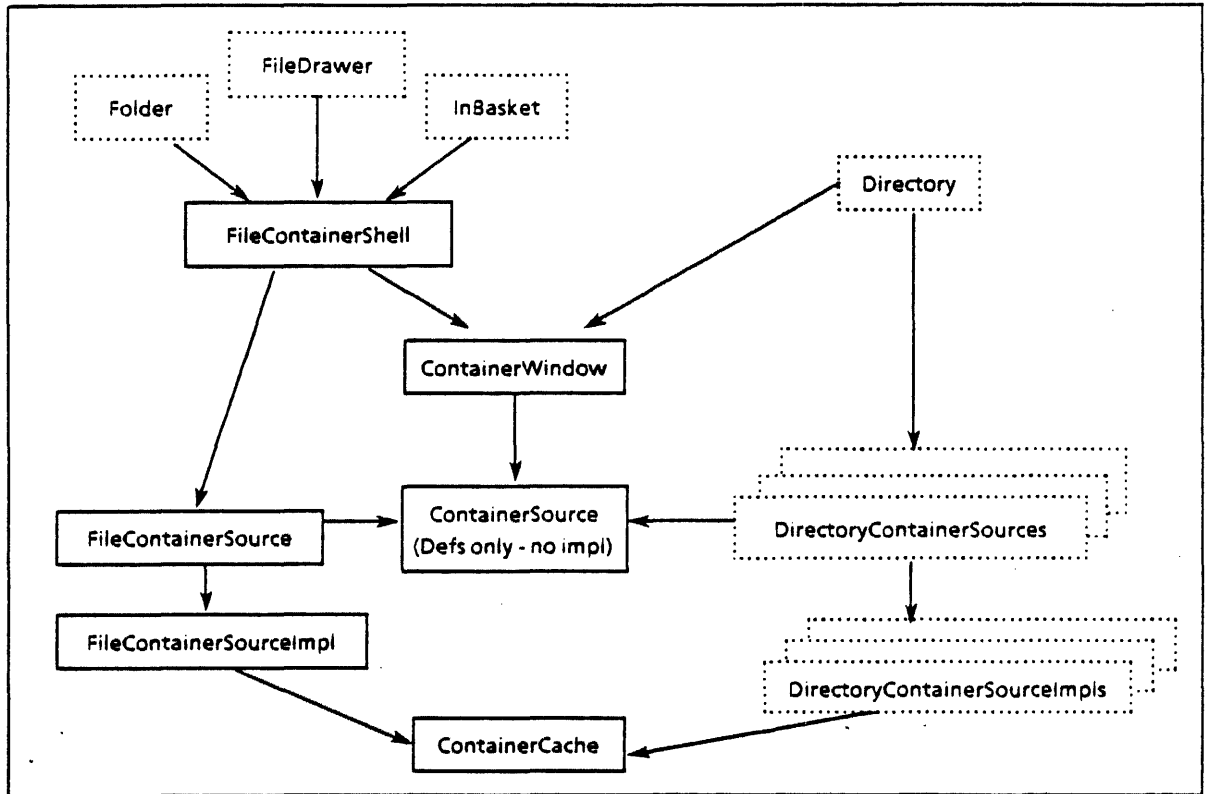 FileDrawer
Folder
InBasket
Directory
FileContainerShell
ContainerWindow
ContainerSource
(Defs only - no impl)
FileContainerSource
DirectoryContainerSources
FileContainerSourceImpl
DirectoryContainerSourceImpls
ContainerCache